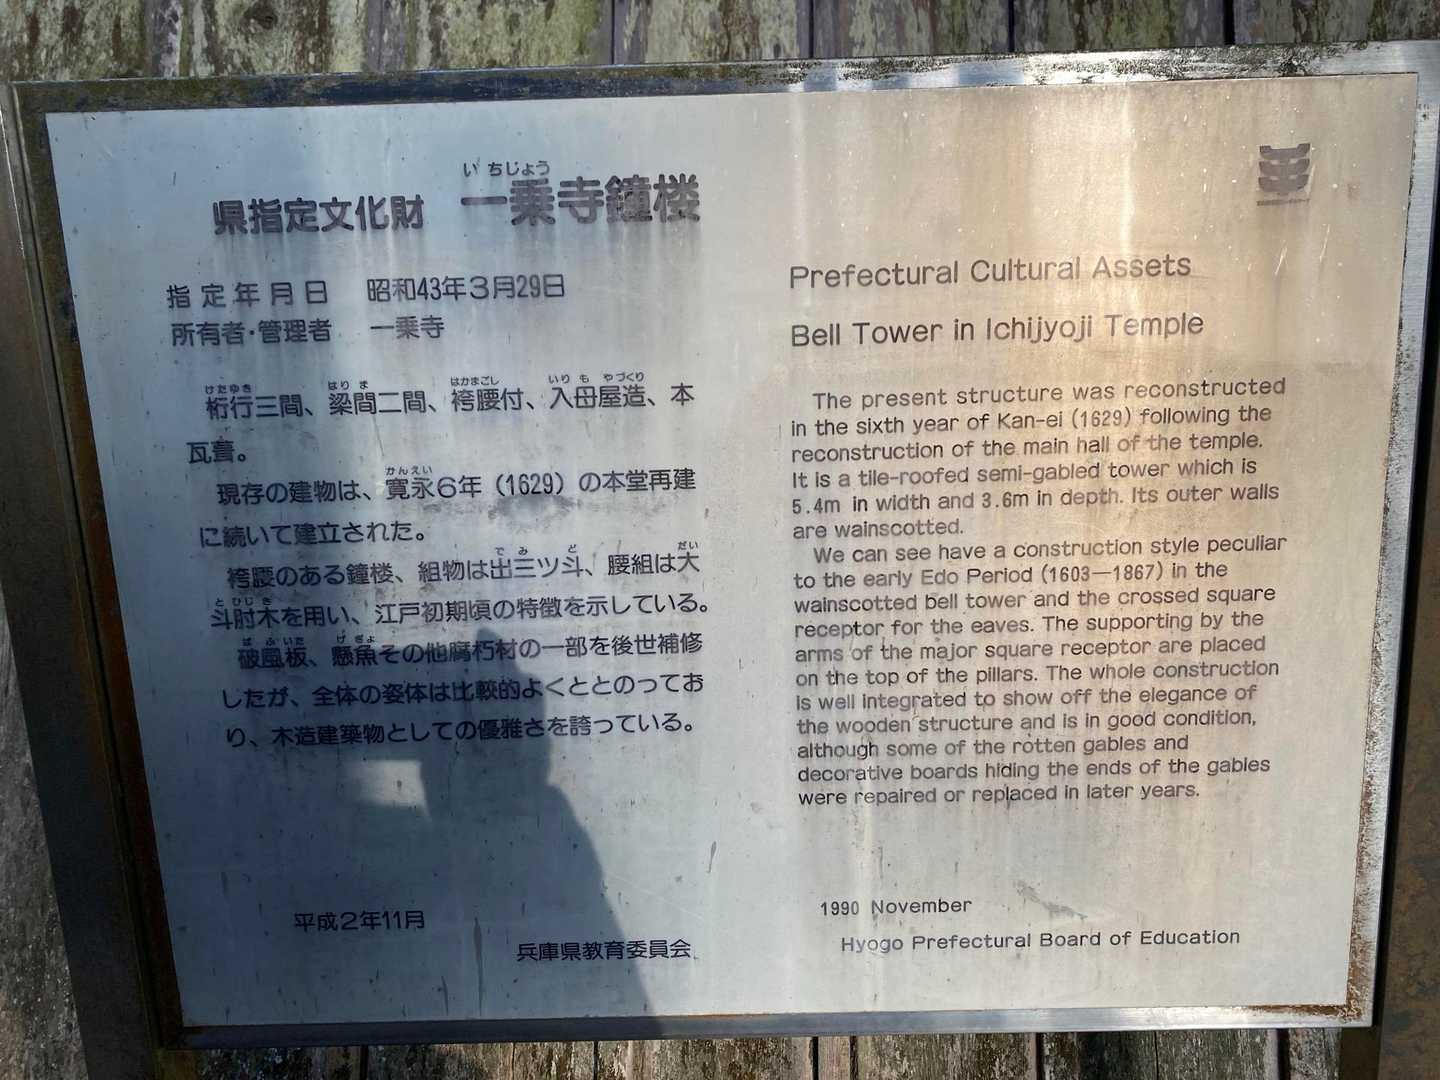 県指定文化財 一乗寺鐘楼
いちじょう
指定年月日 昭和43年3月29日
所有者・管理者 一乗寺
けたゆき はりま はかまごし いりもやづくり
桁行三間、梁間二間、袴腰付、入母屋造、本
瓦葺。
かんえい
現存の建物は、寛永6年（1629）の本堂再建
に続いて建立された。
でみど だい
袴腰のある鐘楼、組物は出三ツ斗、腰組は大
とひじき
斗肘木を用い、江戸初期頃の特徴を示している。
ばふいた げぎょ
破風板、懸魚その他腐朽材の一部を後世補修
したが、全体の姿体は比較的よくととのってお
り、木造建築物としての優雅さを誇っている。
平成2年11月
兵庫県教育委員会
Prefectural Cultural Assets
Bell Tower in Ichijyoji Temple
The present structure was reconstructed
in the sixth year of Kan-ei (1629) following the
reconstruction of the main hall of the temple.
It is a tile-roofed semi-gabled tower which is
5.4m in width and 3.6m in depth. Its outer walls
are wainscotted.
We can see have a construction style peculiar
to the early Edo Period (1603—1867) in the
wainscotted bell tower and the crossed square
receptor for the eaves. The supporting by the
arms of the major square receptor are placed
on the top of the pillars. The whole construction
is well integrated to show off the elegance of
the wooden structure and is in good condition,
although some of the rotten gables and
decorative boards hiding the ends of the gables
were repaired or replaced in later years.
1990 November
Hyogo Prefectural Board of Education